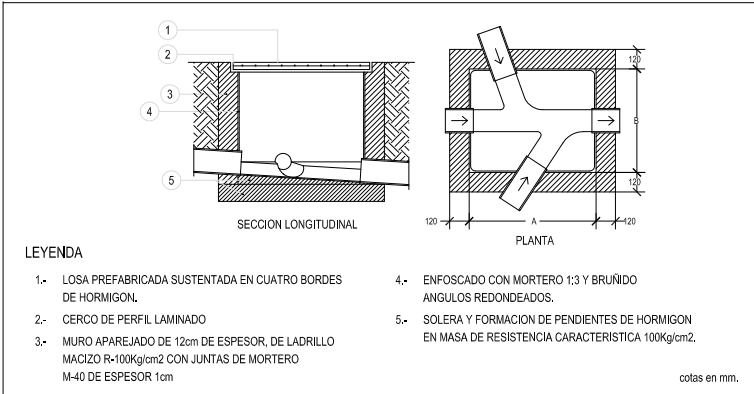 1
2
3
4
5
SECCION LONGITUDINAL
120
B
120
120
A
120
PLANTA
LEYENDA
1.- LOSA PREFABRICADA SUSTENTADA EN CUATRO BORDES
DE HORMIGON.
2.- CERCO DE PERFIL LAMINADO
3.- MURO APAREJADO DE 12cm DE ESPESOR, DE LADRILLO
MACIZO R-100Kg/cm2 CON JUNTAS DE MORTERO
M-40 DE ESPESOR 1cm
4.- ENFOSCADO CON MORTERO 1:3 Y BRUÑIDO
ANGULOS REDONDEADOS.
5.- SOLERA Y FORMACION DE PENDIENTES DE HORMIGON
EN MASA DE RESISTENCIA CARACTERISTICA 100Kg/cm2.
cotas en mm.